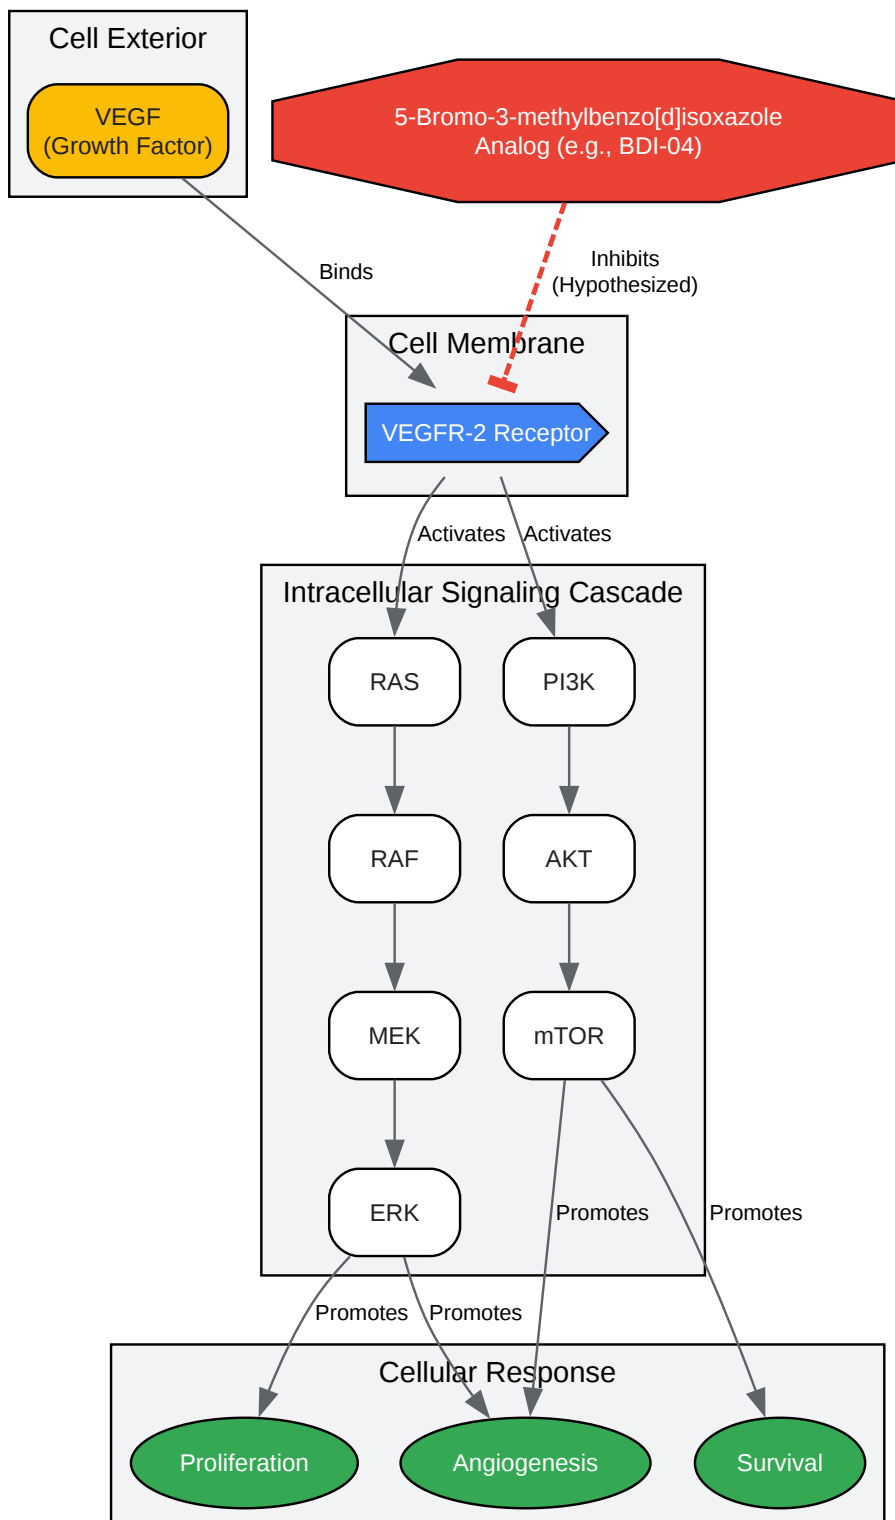 Cell Exterior
VEGF
(Growth Factor)
5-Bromo-3-methylbenzo[d]isoxazole
Analog (e.g., BDI-04)
Binds
Inhibits
(Hypothesized)
Cell Membrane
VEGFR-2 Receptor
Activates
Activates
Intracellular Signaling Cascade
RAS
PI3K
RAF
AKT
MEK
mTOR
ERK
Promotes
Promotes
Promotes
Promotes
Cellular Response
Proliferation
Angiogenesis
Survival